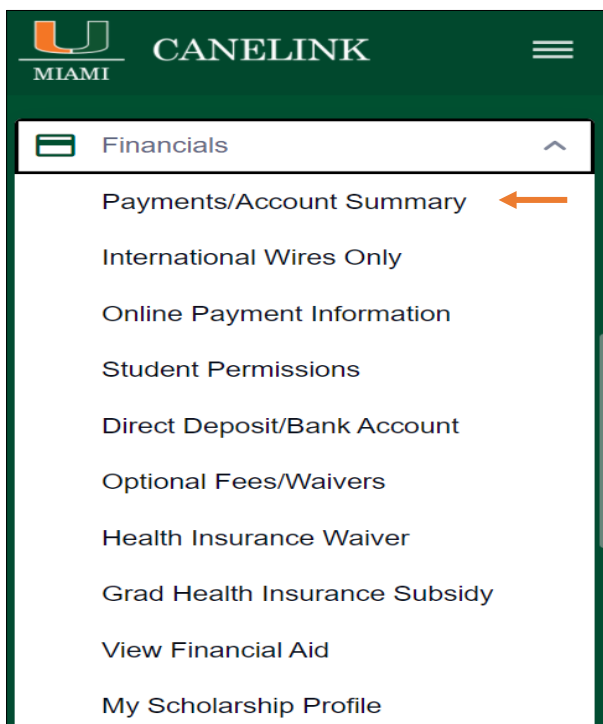 MIAMI
CANELINK
Financials
Payments/Account Summary
International Wires Only
Online Payment Information
Student Permissions
Direct Deposit/Bank Account
Optional Fees/Waivers
Health Insurance Waiver
Grad Health Insurance Subsidy
View Financial Aid
My Scholarship Profile